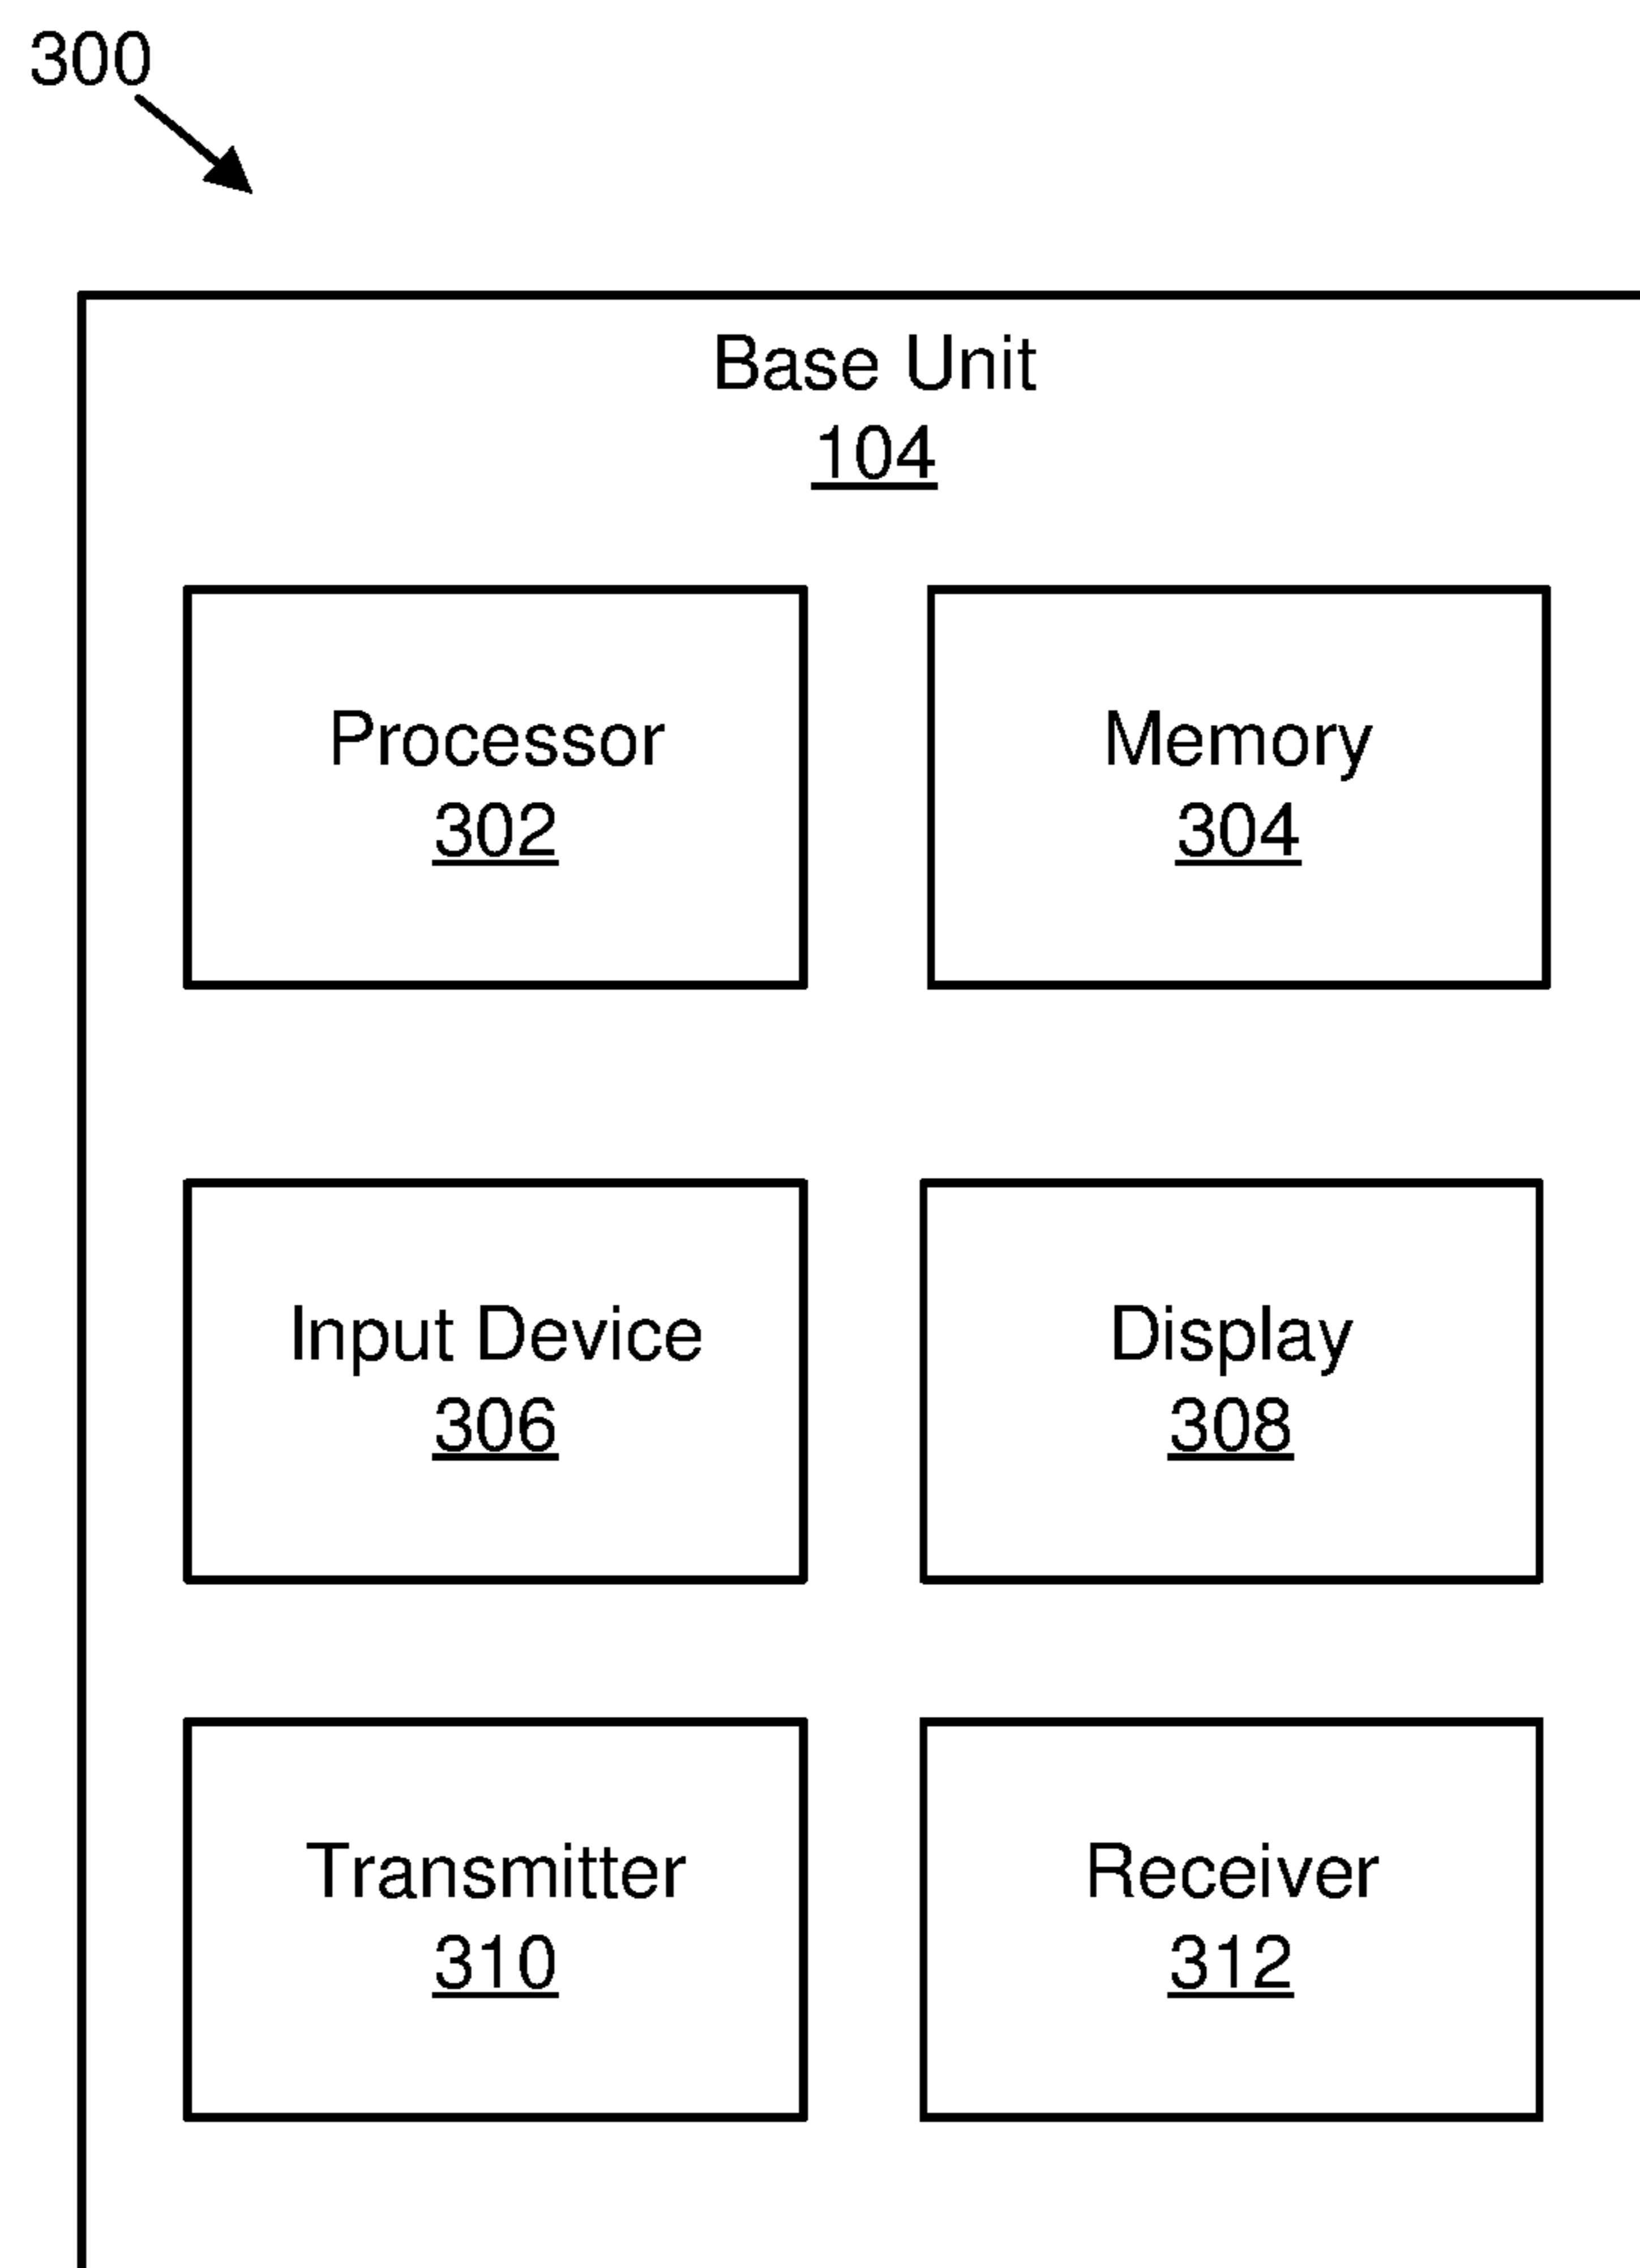 300
Base Unit
104
Processor
302
Memory
304
Input Device
306
Display
308
Transmitter
310
Receiver
312